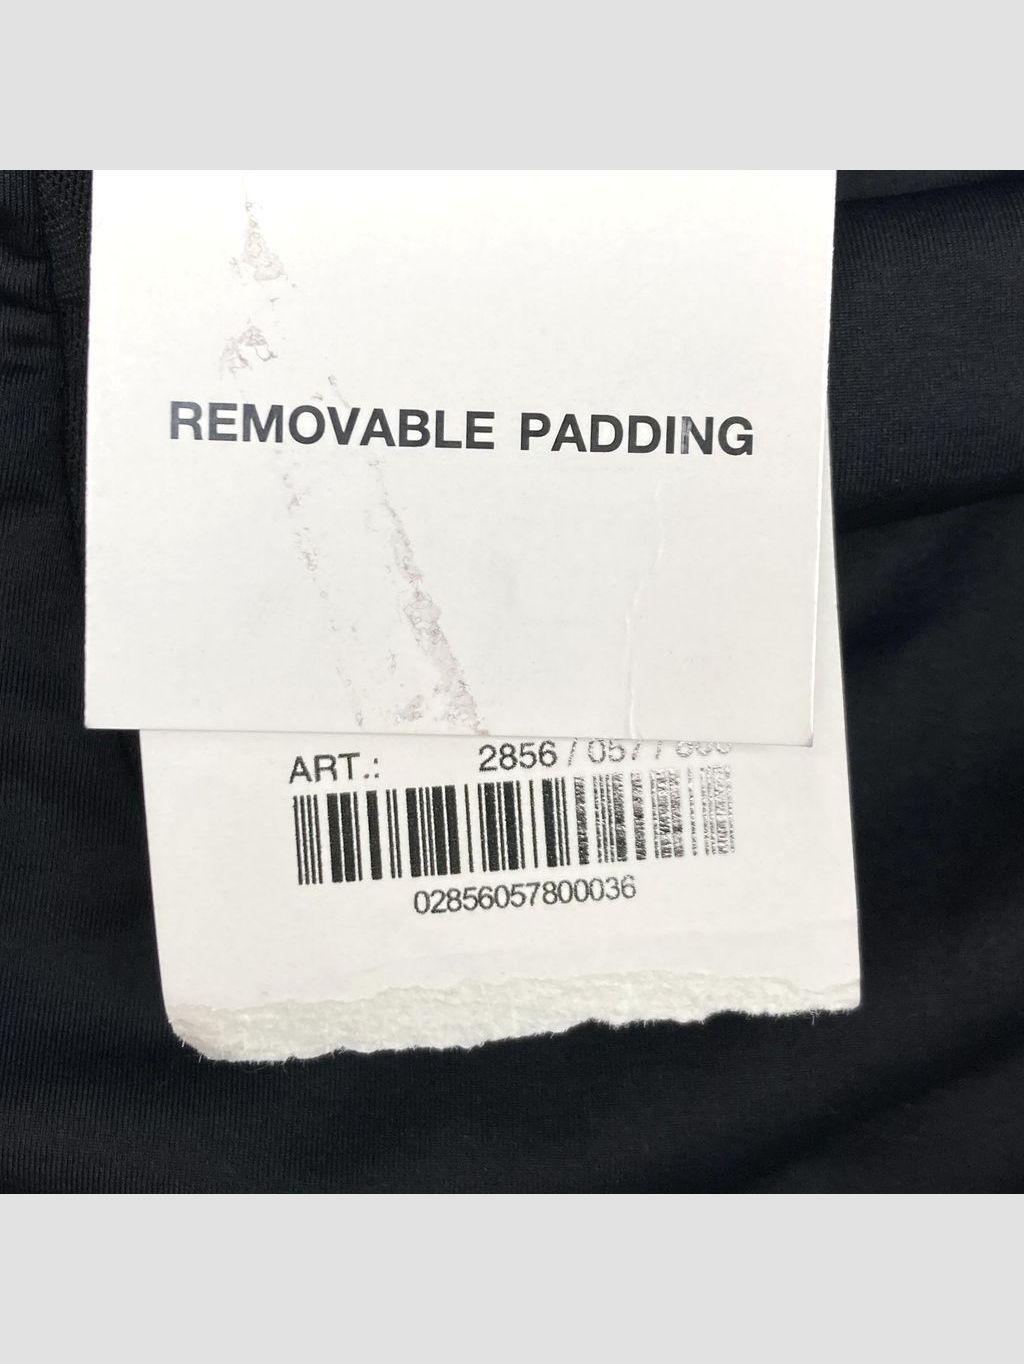 REMOVABLE PADDING
ART.: 2856 / 057 /
02856057800036